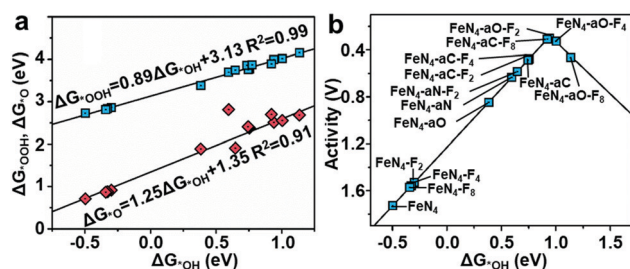 a
ΔG*OOH, ΔG*O (eV)
5
4
3
2
1
0
ΔG*OOH=0.89ΔG*OH+3.13 R²=0.99
ΔG*O=1.25ΔG*OH+1.35 R²=0.91
-0.5 0.0 0.5 1.0
ΔG*OH (eV)
b
Activity (V)
0.4
0.8
1.2
1.6
FeN₄-aO-F₂
FeN₄-aC-F₈
FeN₄-aO-F₄
FeN₄-aC-F₄
FeN₄-aC-F₂
FeN₄-aC
FeN₄-aN-F₂
FeN₄-aO-F₈
FeN₄-aN
FeN₄-aO
FeN₄-F₂
FeN₄-F₄
FeN₄-F₈
FeN₄
-0.5 0.0 0.5 1.0
ΔG*OH (eV)